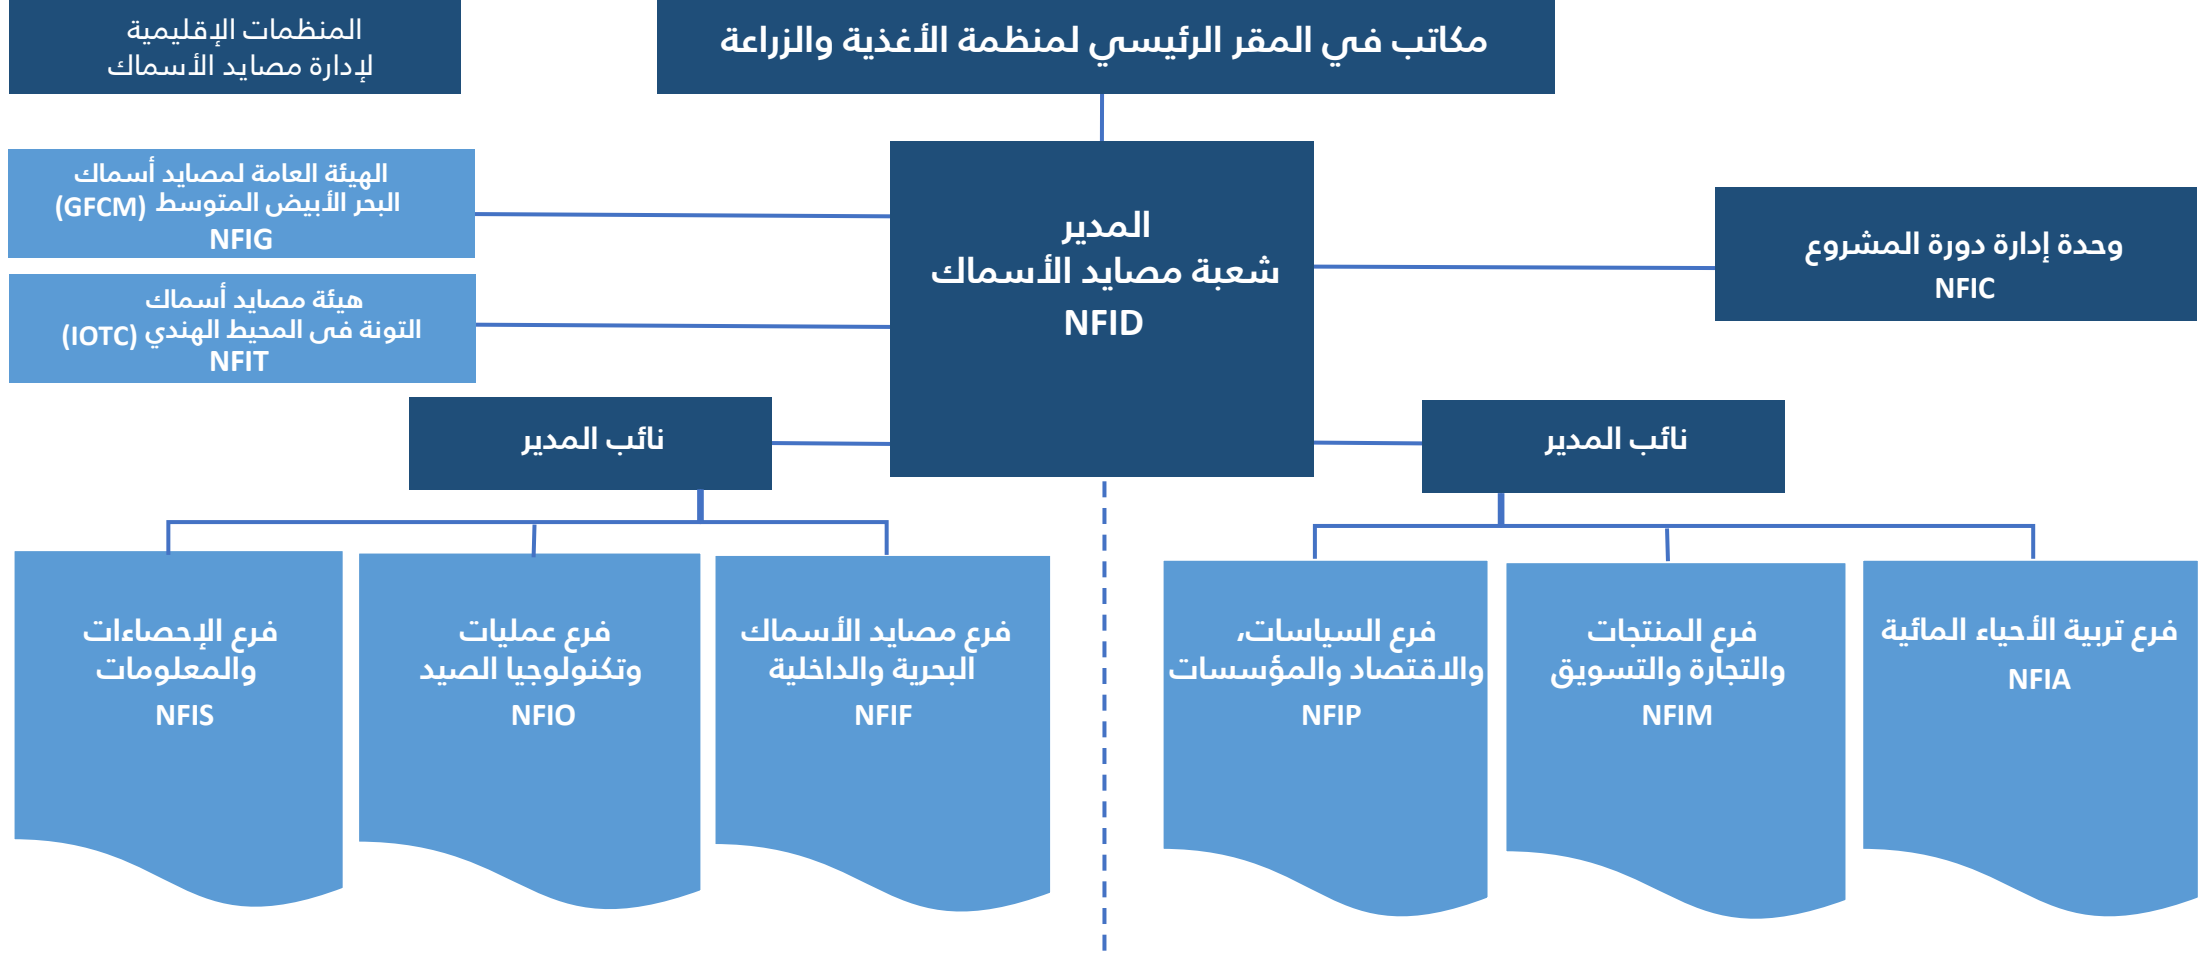 مكاتب في المقر الرئيسي لمنظمة الأغذية والزراعة
المنظمات الإقليمية
لإدارة مصايد الأسماك
المدير
شعبة مصايد الأسماك
NFID
وحدة إدارة دورة المشروع
NFIC
الهيئة العامة لمصايد أسماك
البحر الأبيض المتوسط (GFCM)
NFIG
هيئة مصايد أسماك
التونة في المحيط الهندي (IOTC)
NFIT
نائب المدير
نائب المدير
فرع تربية الأحياء المائية
NFIA
فرع المنتجات
والتجارة والتسويق
NFIM
فرع السياسات،
والاقتصاد والمؤسسات
NFIP
فرع مصايد الأسماك
البحرية والداخلية
NFIF
فرع عمليات
وتكنولوجيا الصيد
NFIO
فرع الإحصاءات
والمعلومات
NFIS